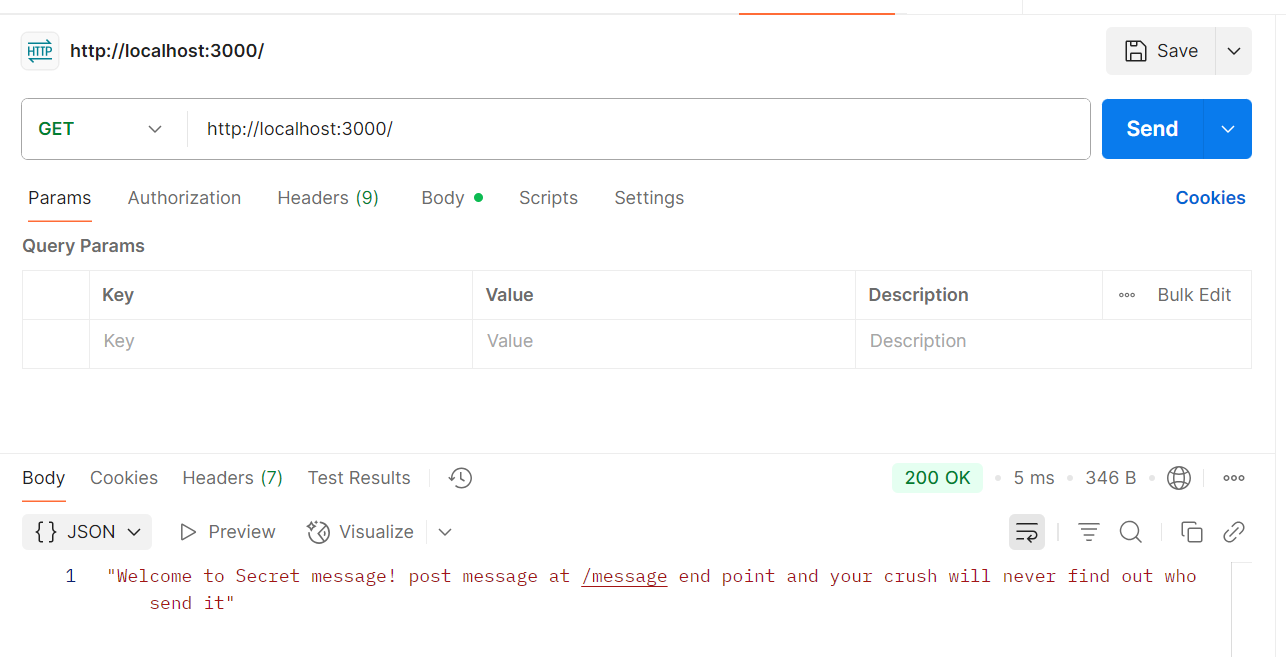 HTTP http://localhost:3000/
Save
GET http://localhost:3000/
Send
Params Authorization Headers (9) Body Scripts Settings Cookies
Query Params
Key Value Description Bulk Edit
Key Value Description
Body Cookies Headers (7) Test Results 200 OK 5 ms 346 B
{} JSON Preview Visualize
1 "Welcome to Secret message! post message at /message end point and your crush will never find out who
send it"